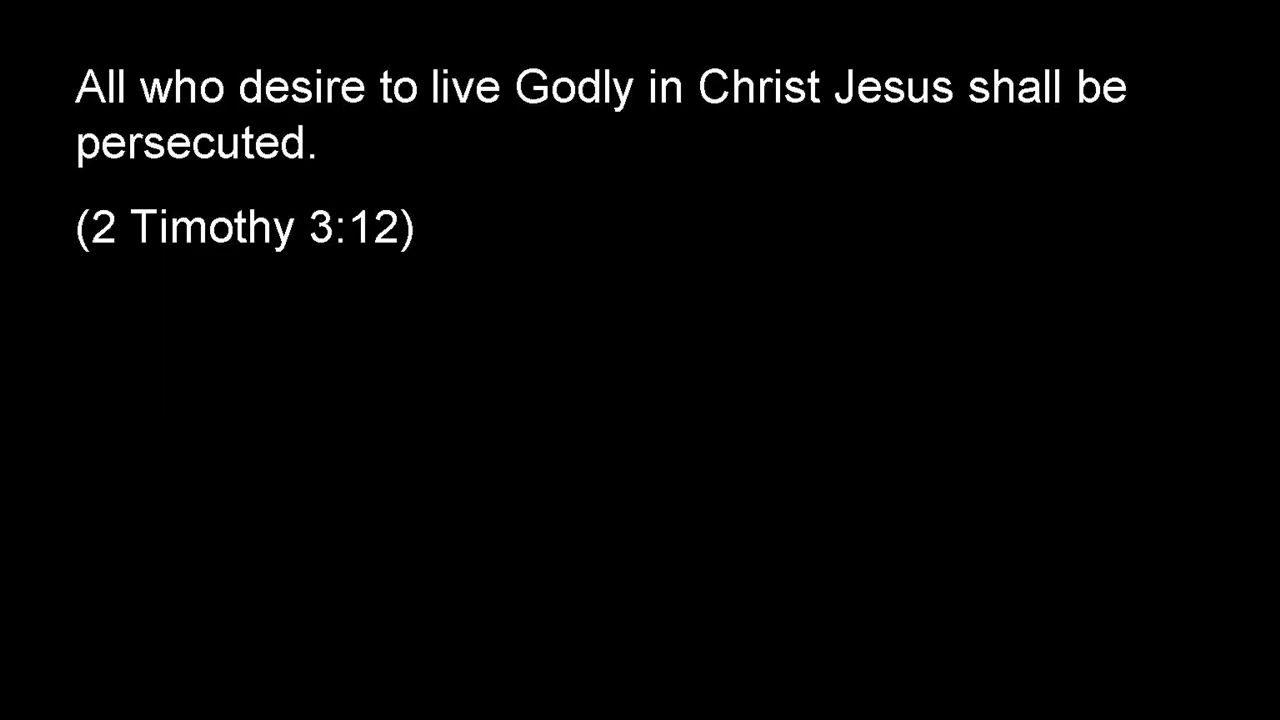 All who desire to live Godly in Christ Jesus shall be
persecuted.
(2 Timothy 3:12)